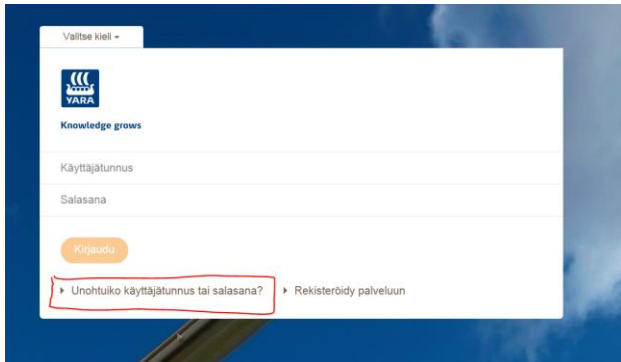 Valitse kieli
YARA
Knowledge grows
Käyttäjätunnus
Salasana
Kirjaudu
Unohtuiko käyttäjätunnus tai salasana? Rekisteröidy palveluun